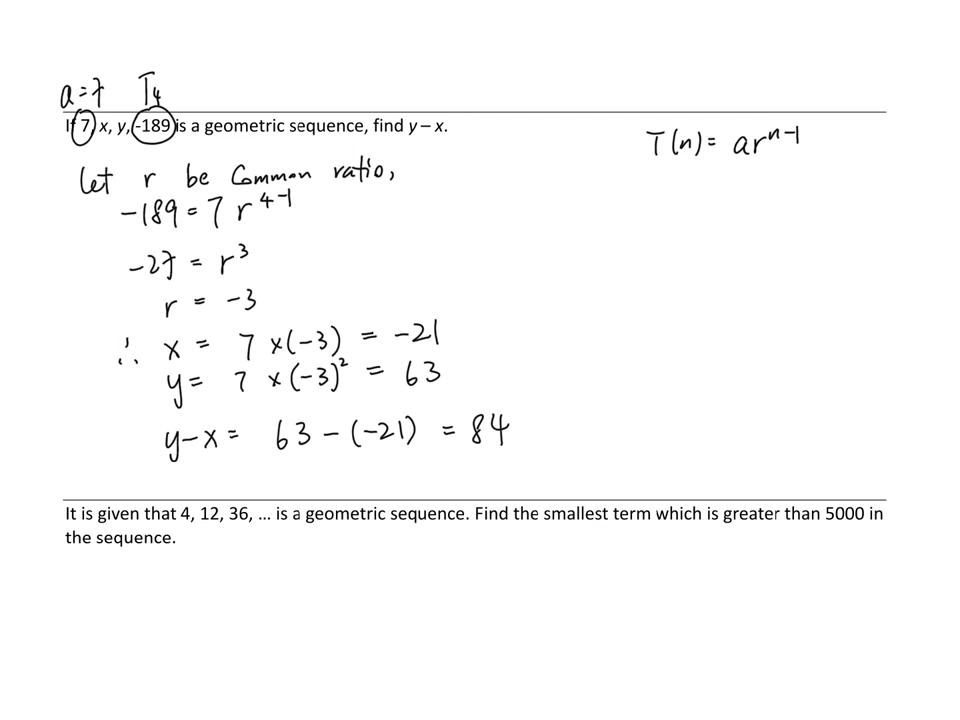 a=7 T4
If 7, x, y, -189 is a geometric sequence, find y – x.
T(n) = ar^n-1
Let r be Common ratio,
-189 = 7 r^4-1
-27 = r^3
r = -3
∴ x = 7 ×(-3) = -21
y = 7 ×(-3)^2 = 63
y-x = 63 - (-21) = 84
It is given that 4, 12, 36, ... is a geometric sequence. Find the smallest term which is greater than 5000 in
the sequence.